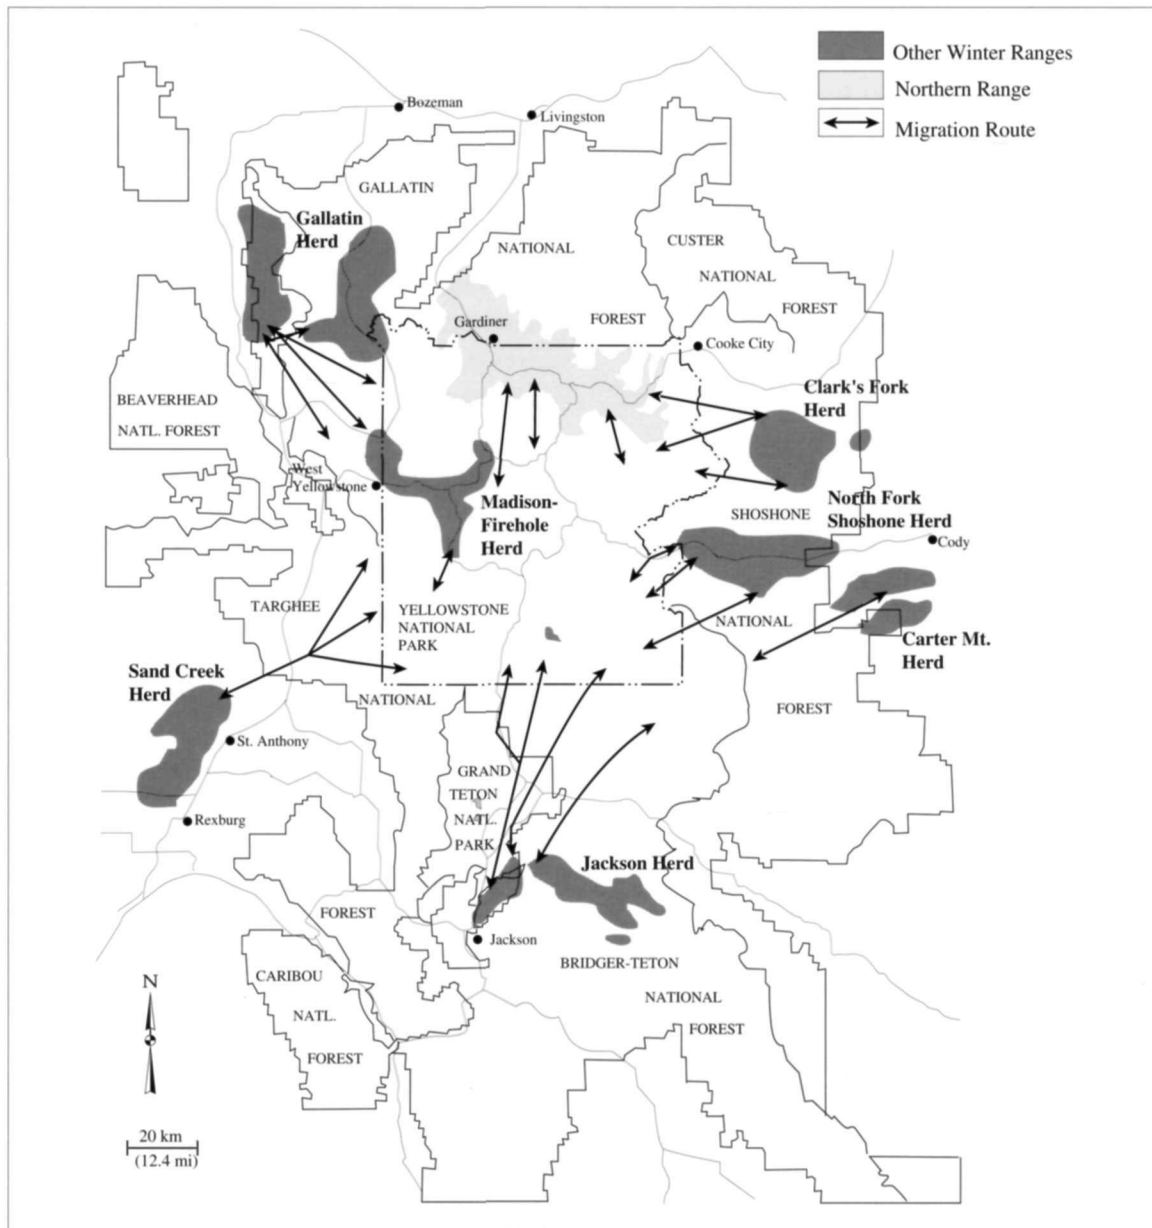 Other Winter Ranges
Northern Range
Migration Route
Bozeman
Livingston
GALLATIN
Gallatin
Herd
NATIONAL
CUSTER
NATIONAL
FOREST
Gardiner
FOREST
Cooke City
BEAVERHEAD
NATL. FOREST
Clark's Fork
Herd
West
Yellowstone
Madison-
Firehole
Herd
SHOSHONE
North Fork
Shoshone Herd
Cody
TARGHEE
YELLOWSTONE
NATIONAL
PARK
NATIONAL
Carter Mt.
Herd
Sand Creek
Herd
NATIONAL
FOREST
St. Anthony
GRAND
TETON
NATL.
PARK
Rexburg
Jackson Herd
FOREST
Jackson
BRIDGER-TETON
NATIONAL
FOREST
CARIBOU
NATL.
FOREST
N
20 km
(12.4 mi)